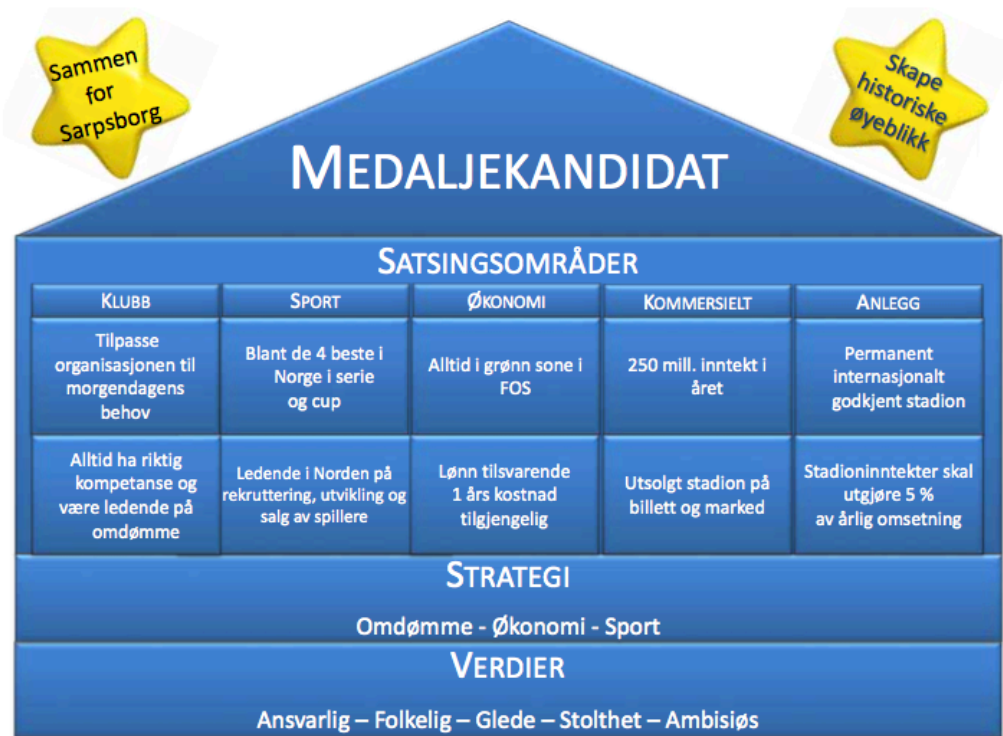 Sammen
for
Sarpsborg
Skape
historiske
øyeblikk
MEDALJEKANDIDAT
SATSINGSOMRÅDER
KLUBB
SPORT
ØKONOMI
KOMMERSIELT
ANLEGG
Tilpasse
organisasjonen til
morgendagens
behov
Blant de 4 beste i
Norge i serie
og cup
Alltid i grønn sone i
FOS
250 mill. inntekt i
året
Permanent
internasjonalt
godkjent stadion
Alltid ha riktig
kompetanse og
være ledende på
omdømme
Ledende i Norden på
rekruttering, utvikling og
salg av spillere
Lønn tilsvarende
1 års kostnad
tilgjengelig
Utsolgt stadion på
billett og marked
Stadioninntekter skal
utgjøre 5 %
av årlig omsetning
STRATEGI
Omdømme - Økonomi - Sport
VERDIER
Ansvarlig – Folkelig – Glede – Stolthet – Ambisiøs